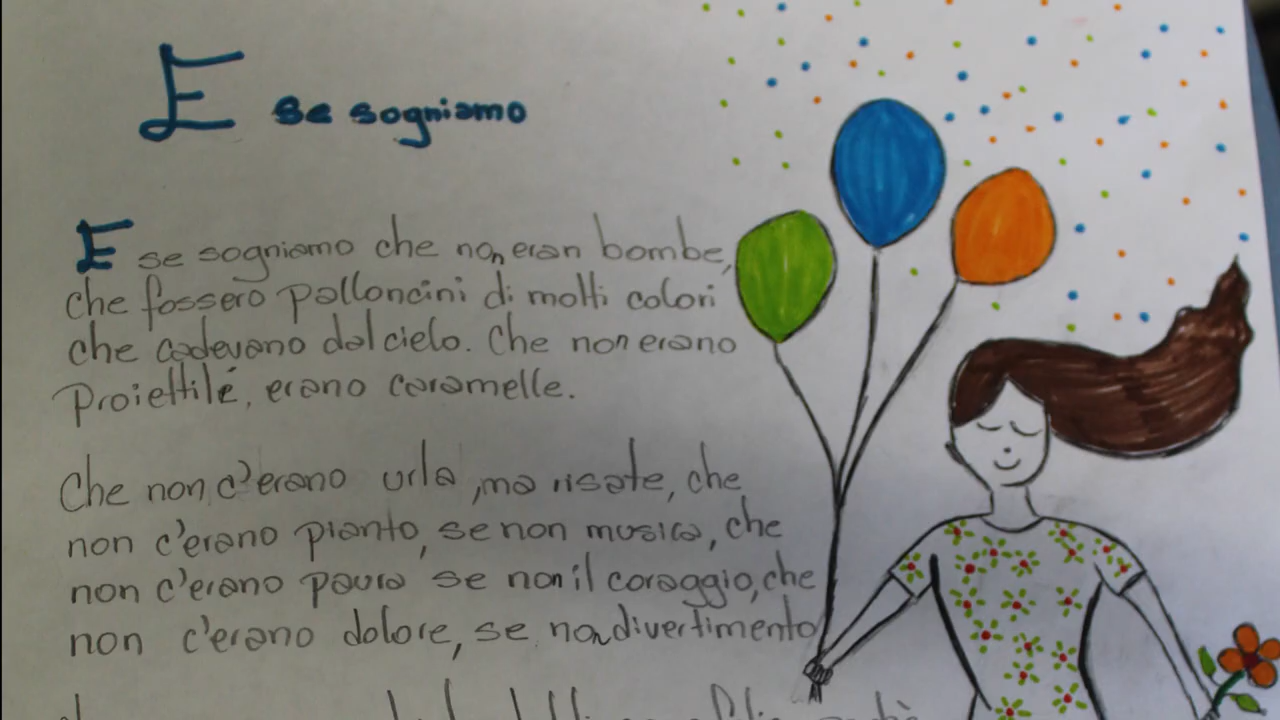 E se sogniamo
E se sogniamo che non eran bombe,
che fossero palloncini di molti colori
che cadevano dal cielo. Che non erano
Proiettilé, erano caramelle.
Che non c'erano urla, ma risate, che
non c'erano pianto, se non musica, che
non c'erano paura se non il coraggio, che
non c'erano dolore, se non divertimento